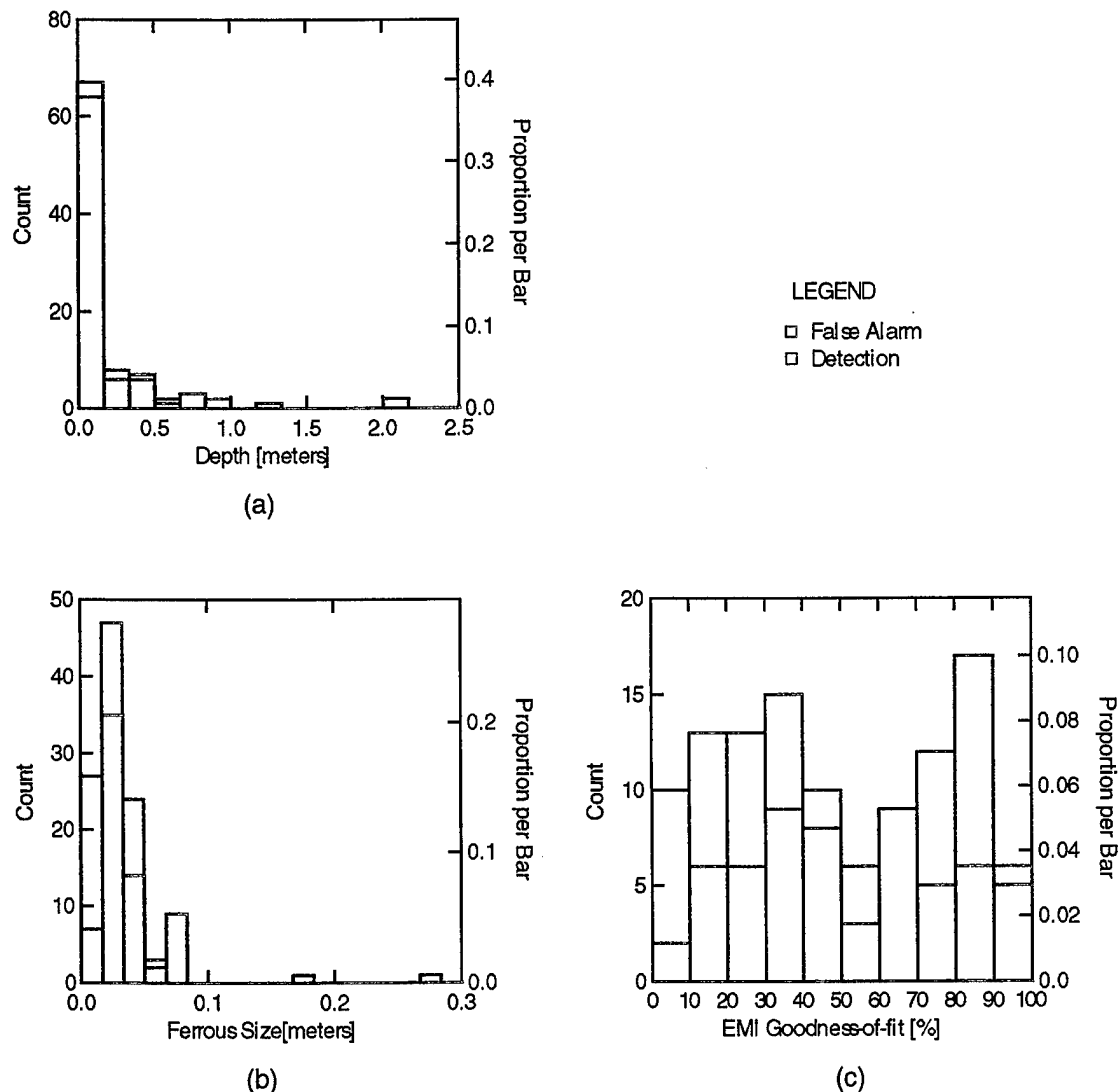 80
60
40
20
0
Count
0.4
0.3
0.2
0.1
0.0
Proportion per Bar
0.0 0.5 1.0 1.5 2.0 2.5
Depth [meters]
(a)
LEGEND
False Alarm
Detection
50
40
30
20
10
0
Count
0.2
0.1
0.0
Proportion per Bar
0.0 0.1 0.2 0.3
Ferrous Size[meters]
(b)
20
15
10
5
0
Count
0.10
0.08
0.06
0.04
0.02
0.0
Proportion per Bar
0 10 20 30 40 50 60 70 80 90 100
EMI Goodness-of-fit [%]
(c)